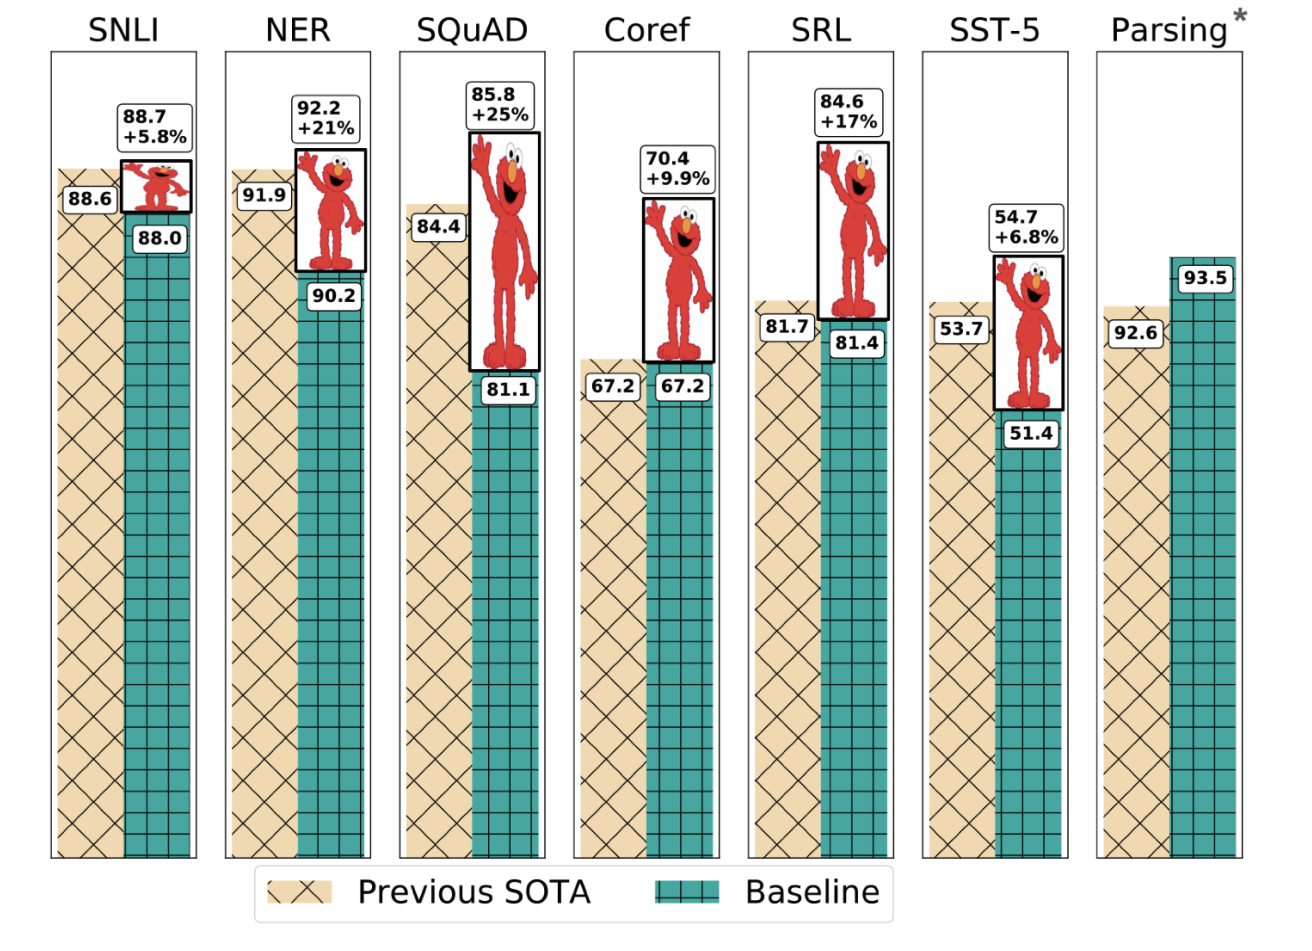 SNLI
NER
SQuAD
Coref
SRL
SST-5
Parsing*
88.7
+5.8%
88.6
88.0
92.2
+21%
91.9
90.2
85.8
+25%
84.4
81.1
70.4
+9.9%
67.2
67.2
84.6
+17%
81.7
81.4
54.7
+6.8%
53.7
51.4
93.5
92.6
Previous SOTA
Baseline